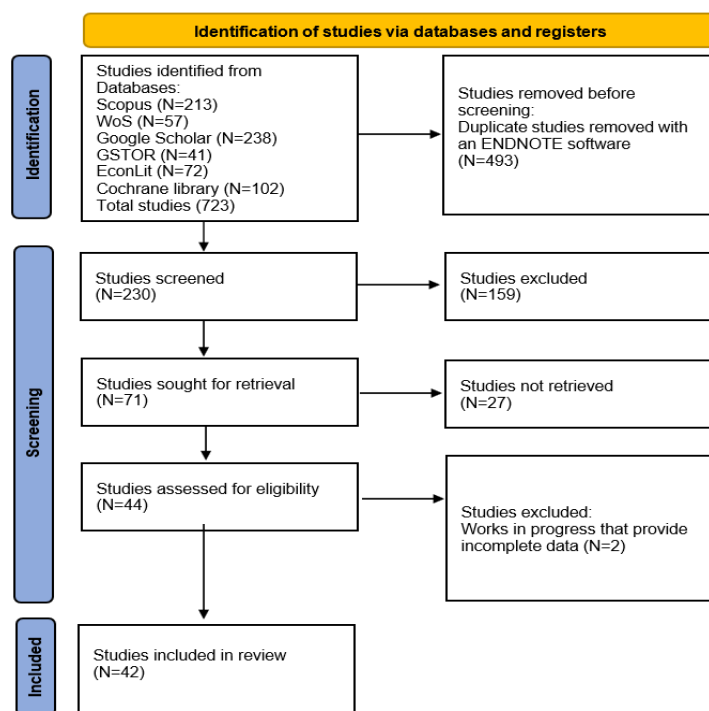 Identification of studies via databases and registers
Identification
Studies identified from
Databases:
Scopus (N=213)
WoS (N=57)
Google Scholar (N=238)
GSTOR (N=41)
EconLit (N=72)
Cochrane library (N=102)
Total studies (723)
Studies removed before
screening:
Duplicate studies removed with
an ENDNOTE software
(N=493)
Screening
Studies screened
(N=230)
Studies excluded
(N=159)
Studies sought for retrieval
(N=71)
Studies not retrieved
(N=27)
Studies assessed for eligibility
(N=44)
Studies excluded:
Works in progress that provide
incomplete data (N=2)
Included
Studies included in review
(N=42)